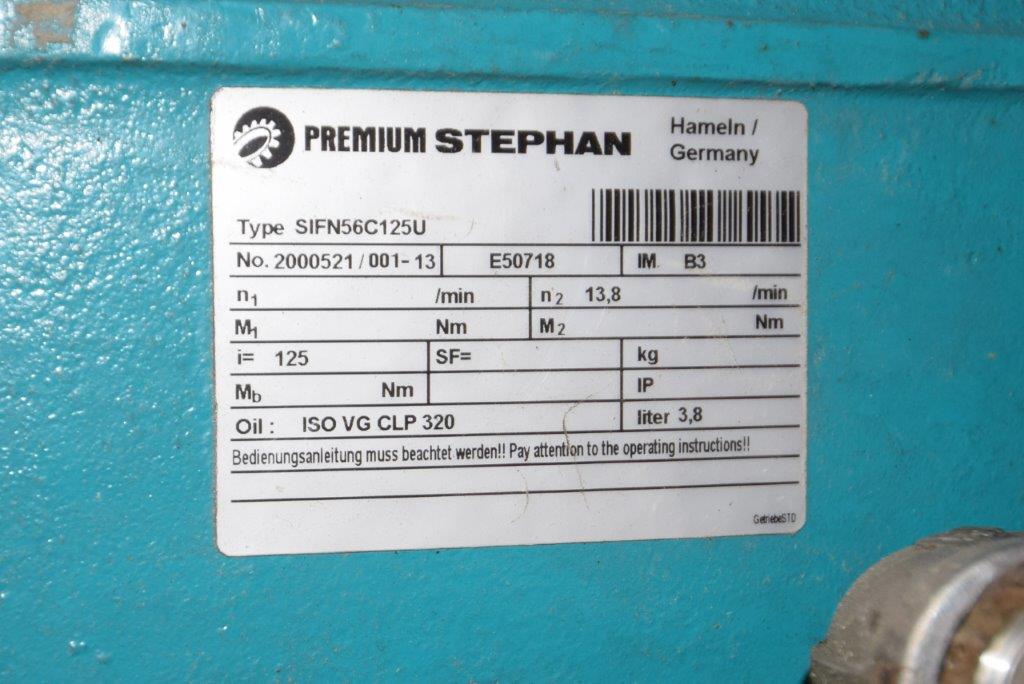 PREMIUM STEPHAN
Hameln /
Germany
Type SIFN56C125U
No. 2000521/001-13 E50718 IM B3
n1 /min n2 13,8 /min
M1 Nm M2 Nm
i= 125 SF= kg
Mb Nm IP
Oil : ISO VG CLP 320 liter 3,8
Bedienungsanleitung muss beachtet werden!! Pay attention to the operating instructions!!
GetriebeSTD